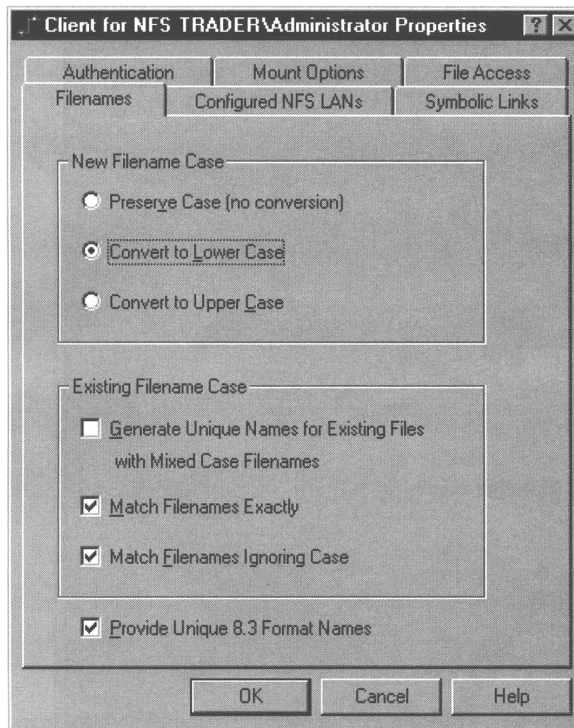 Client for NFS TRADER\Administrator Properties
Authentication
Mount Options
File Access
Filenames
Configured NFS LANs
Symbolic Links
New Filename Case
Preserve Case (no conversion)
Convert to Lower Case
Convert to Upper Case
Existing Filename Case
Generate Unique Names for Existing Files
with Mixed Case Filenames
Match Filenames Exactly
Match Filenames Ignoring Case
Provide Unique 8.3 Format Names
OK
Cancel
Help